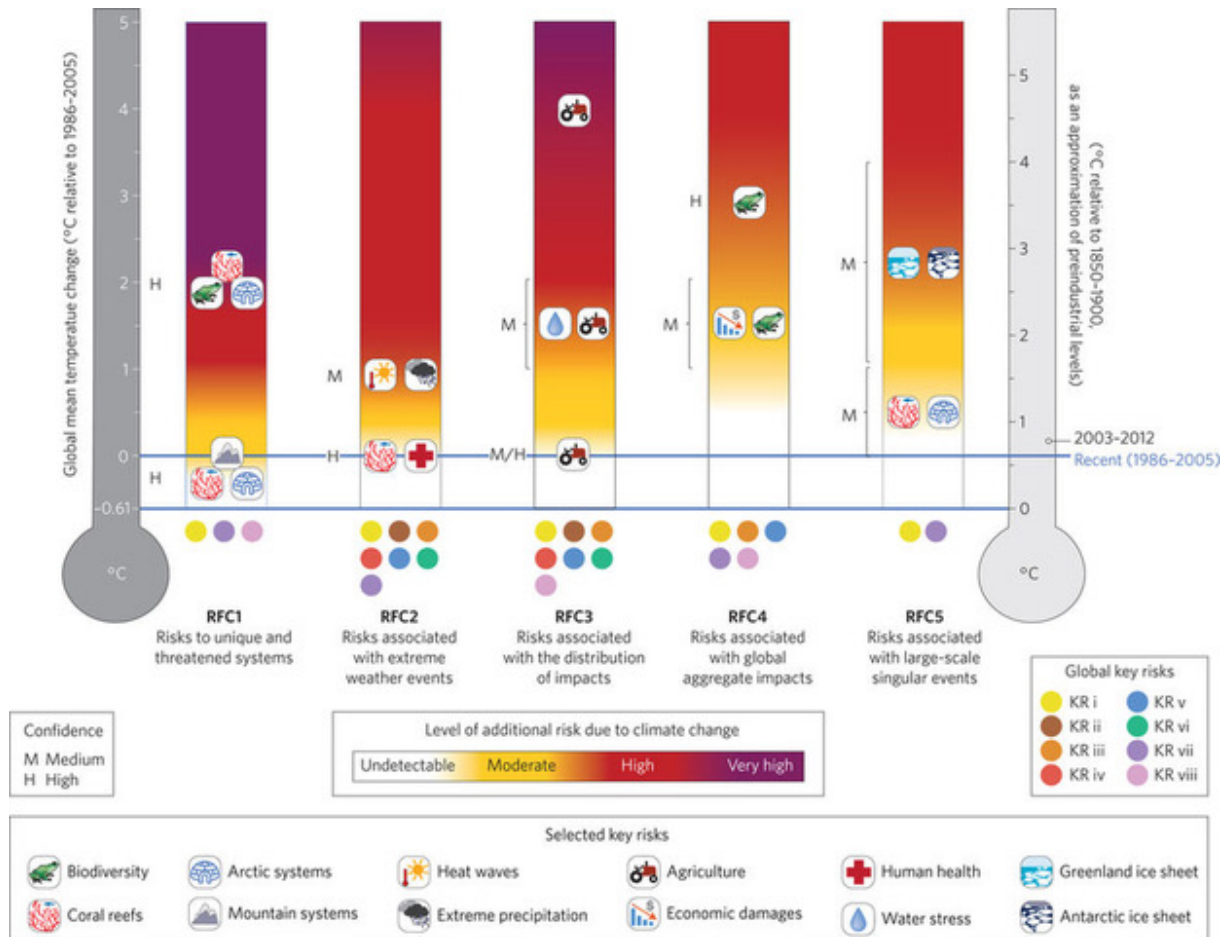 Global mean temperatue change (°C relative to 1986–2005)
5
4
3
2
1
0
–0.61
°C
H
H
M
H
M
M/H
H
M
M
M
5
4
3
2
1
0
°C
(°C relative to 1850–1900,
as an approximation of preindustrial levels)
2003–2012
Recent (1986–2005)
RFC1
Risks to unique and
threatened systems
RFC2
Risks associated
with extreme
weather events
RFC3
Risks associated
with the distribution
of impacts
RFC4
Risks associated
with global
aggregate impacts
RFC5
Risks associated
with large-scale
singular events
Global key risks
KR i
KR ii
KR iii
KR iv
KR v
KR vi
KR vii
KR viii
Confidence
M Medium
H High
Level of additional risk due to climate change
Undetectable Moderate High Very high
Selected key risks
Biodiversity Arctic systems Heat waves Agriculture Human health Greenland ice sheet
Coral reefs Mountain systems Extreme precipitation Economic damages Water stress Antarctic ice sheet